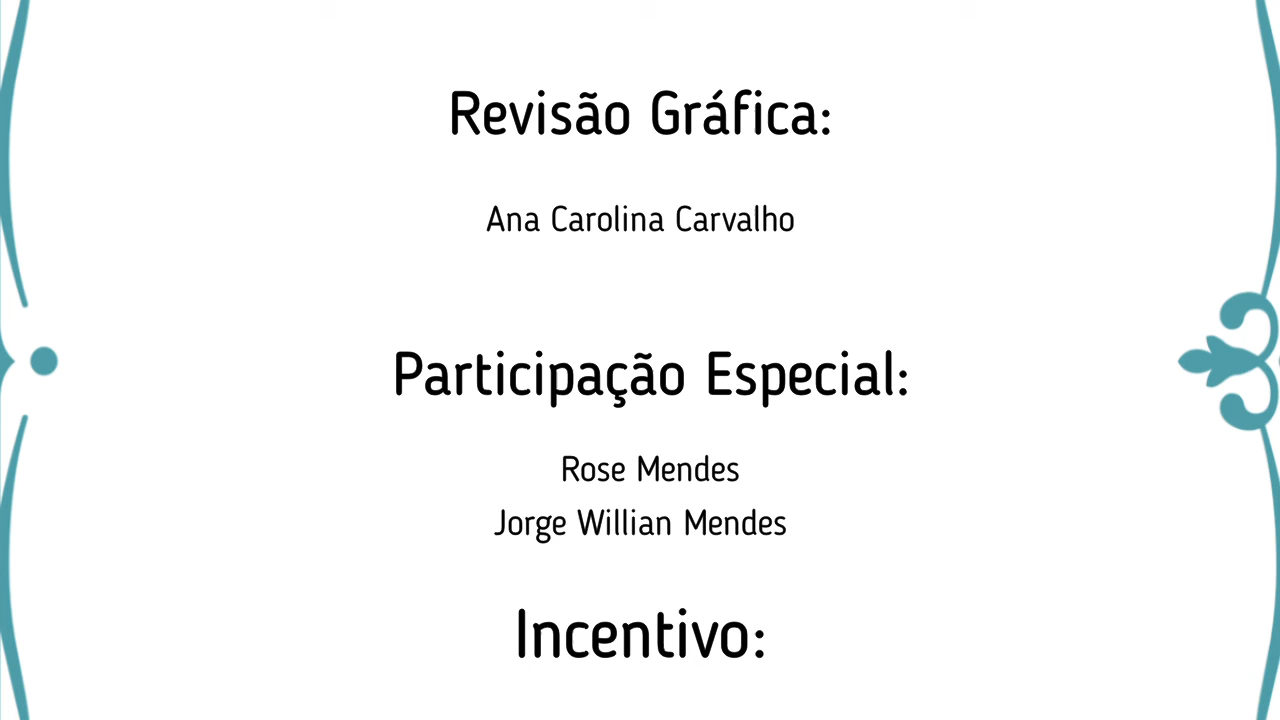 Revisão Gráfica:
Ana Carolina Carvalho
Participação Especial:
Rose Mendes
Jorge Willian Mendes
Incentivo: